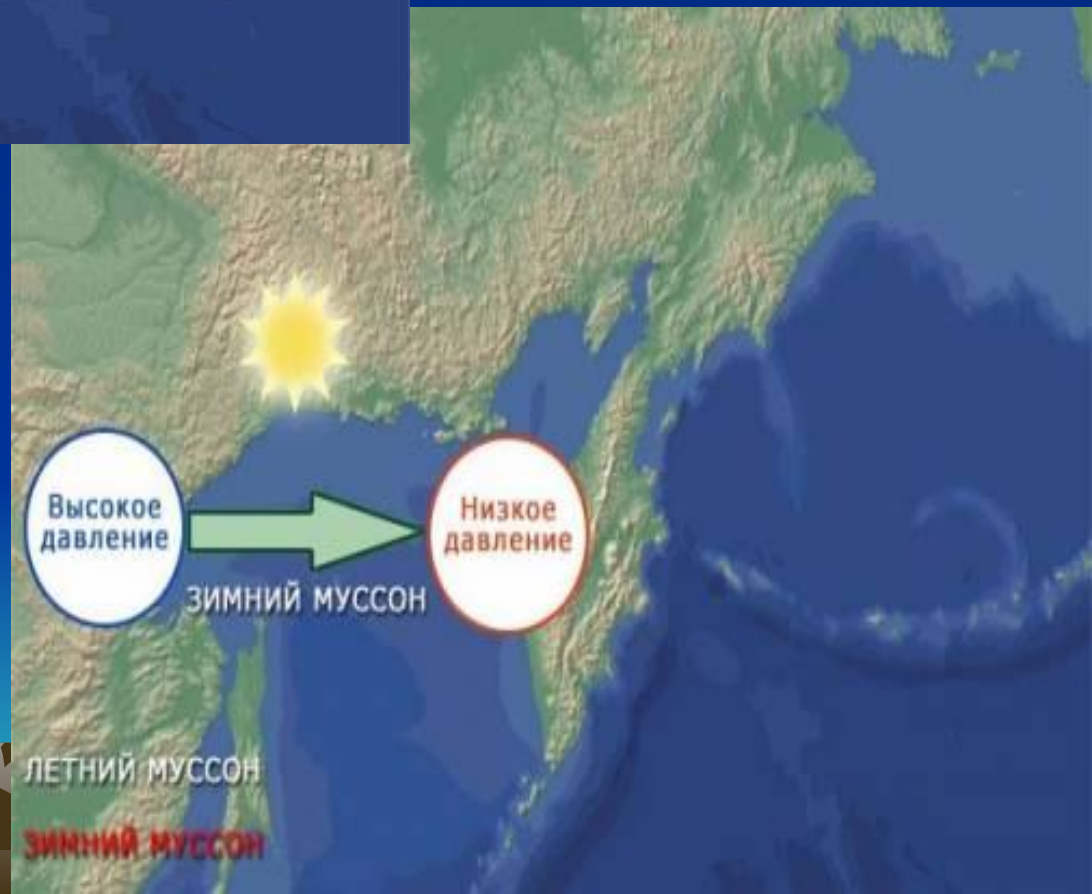 Высокое
давление
Низкое
давление
ЗИМНИЙ МУССОН
ЛЕТНИЙ МУССОН
ЗИМНИЙ МУССОН